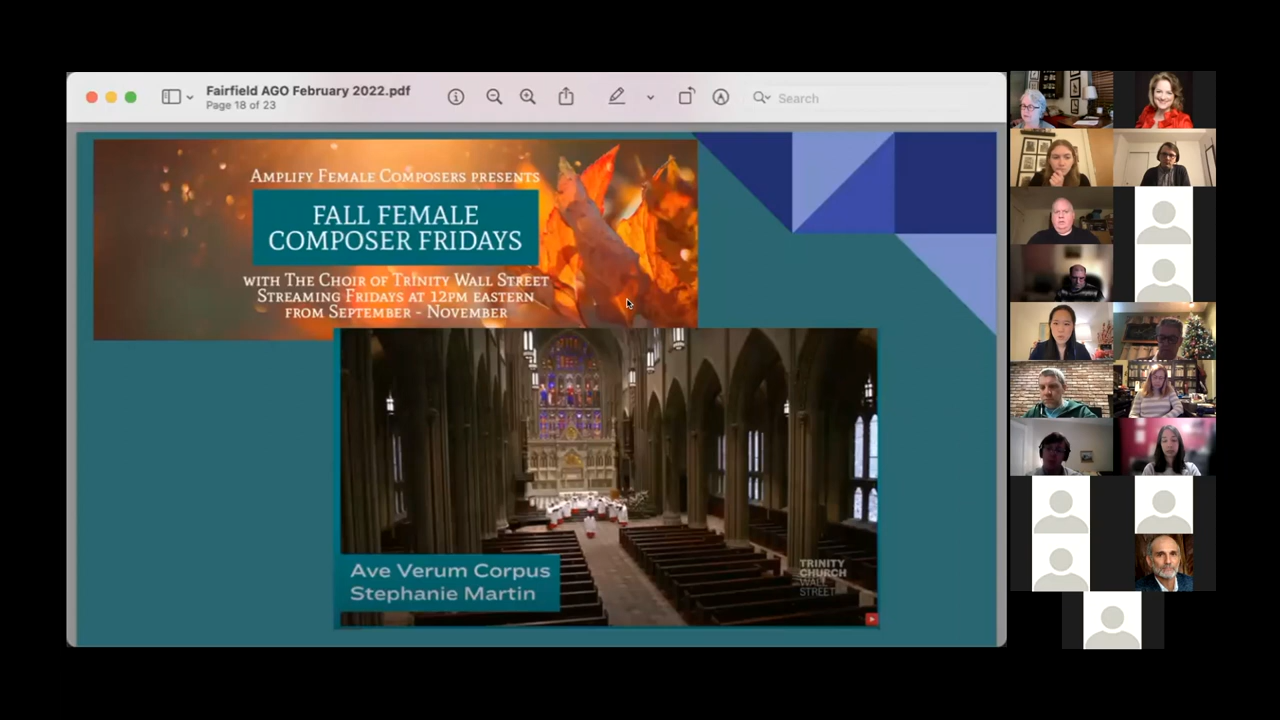 Fairfield AGO February 2022.pdf
Page 18 of 23
Search
AMPLIFY FEMALE COMPOSERS PRESENTS
FALL FEMALE
COMPOSER FRIDAYS
WITH THE CHOIR OF TRINITY WALL STREET
STREAMING FRIDAYS AT 12PM EASTERN
FROM SEPTEMBER - NOVEMBER
Ave Verum Corpus
Stephanie Martin
TRINITY
CHURCH
WALL
STREET